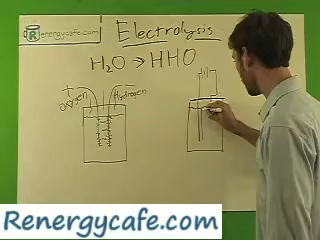 Renergycafe.com
Electrolysis
H₂O → HHO
+
oxygen
Hydrogen
Renergycafe.com